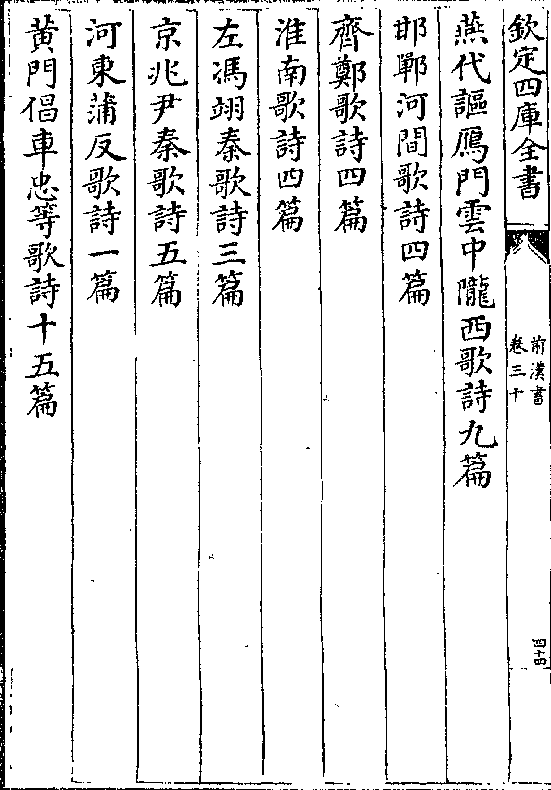 欽定四庫全書
前漢書
卷三十
四十四
燕代謳鴈門雲中隴西歌詩九篇
邯鄲河間歌詩四篇
齊鄭歌詩四篇
淮南歌詩四篇
左馮翊秦歌詩三篇
京兆尹秦歌詩五篇
河東蒲反歌詩一篇
黃門倡車忠等歌詩十五篇